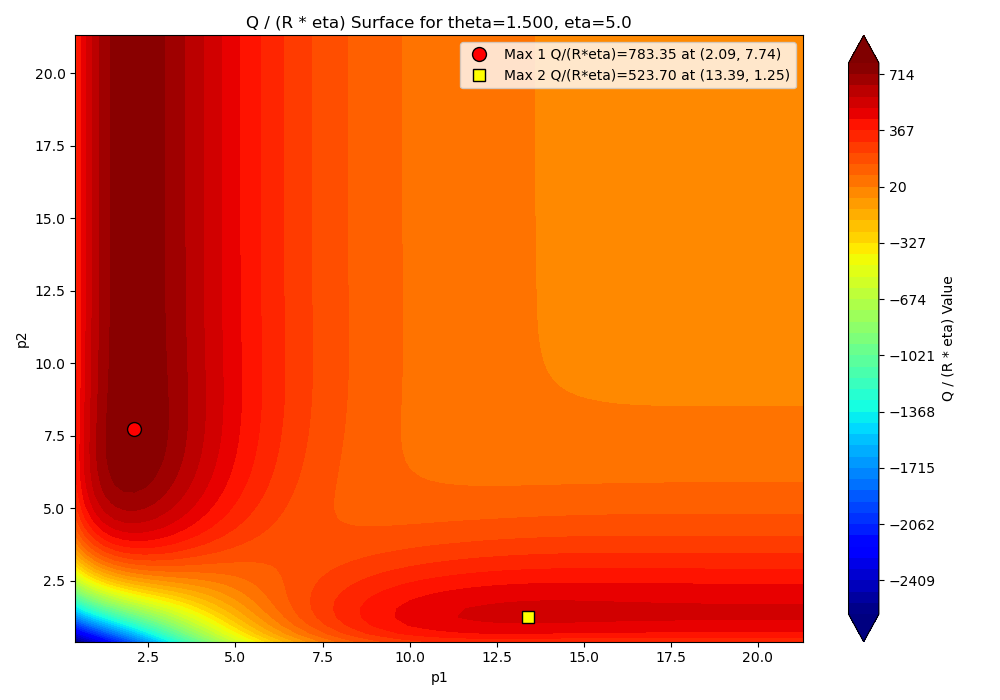 Q / (R * eta) Surface for theta=1.500, eta=5.0
Max 1 Q/(R*eta)=783.35 at (2.09, 7.74)
Max 2 Q/(R*eta)=523.70 at (13.39, 1.25)
p2
20.0
17.5
15.0
12.5
10.0
7.5
5.0
2.5
2.5 5.0 7.5 10.0 12.5 15.0 17.5 20.0
p1
714
367
20
−327
−674
−1021
−1368
−1715
−2062
−2409
Q / (R * eta) Value